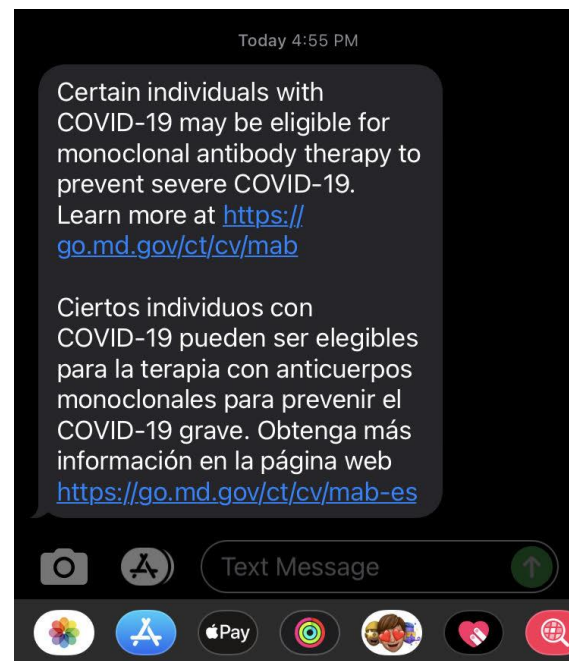 Today 4:55 PM
Certain individuals with
COVID-19 may be eligible for
monoclonal antibody therapy to
prevent severe COVID-19.
Learn more at https://
go.md.gov/ct/cv/mab
Ciertos individuos con
COVID-19 pueden ser elegibles
para la terapia con anticuerpos
monoclonales para prevenir el
COVID-19 grave. Obtenga más
información en la página web
https://go.md.gov/ct/cv/mab-es
Text Message
Pay